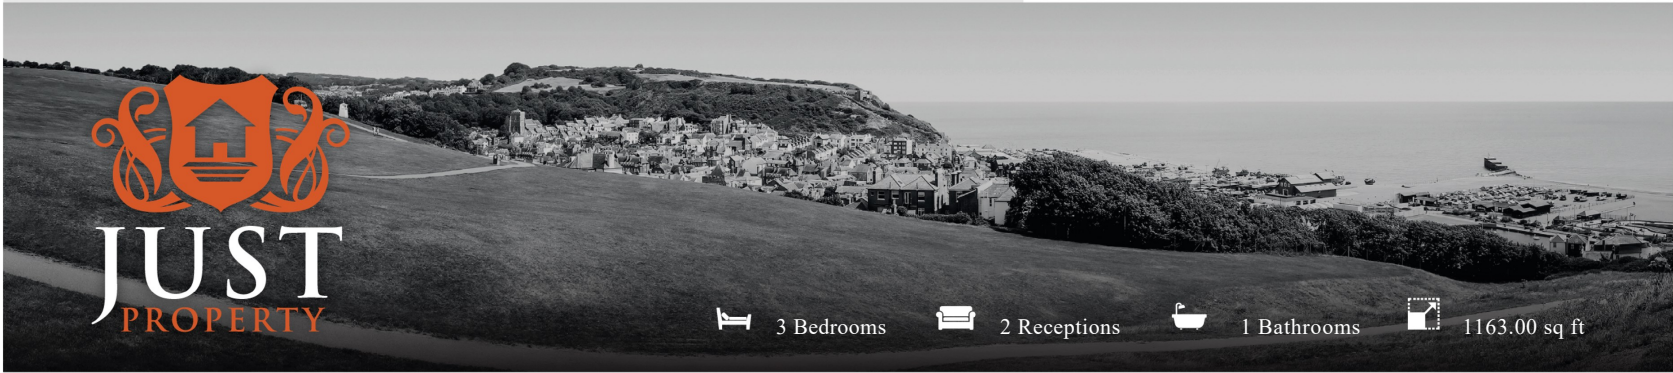 JUST
PROPERTY
3 Bedrooms
2 Receptions
1 Bathrooms
1163.00 sq ft